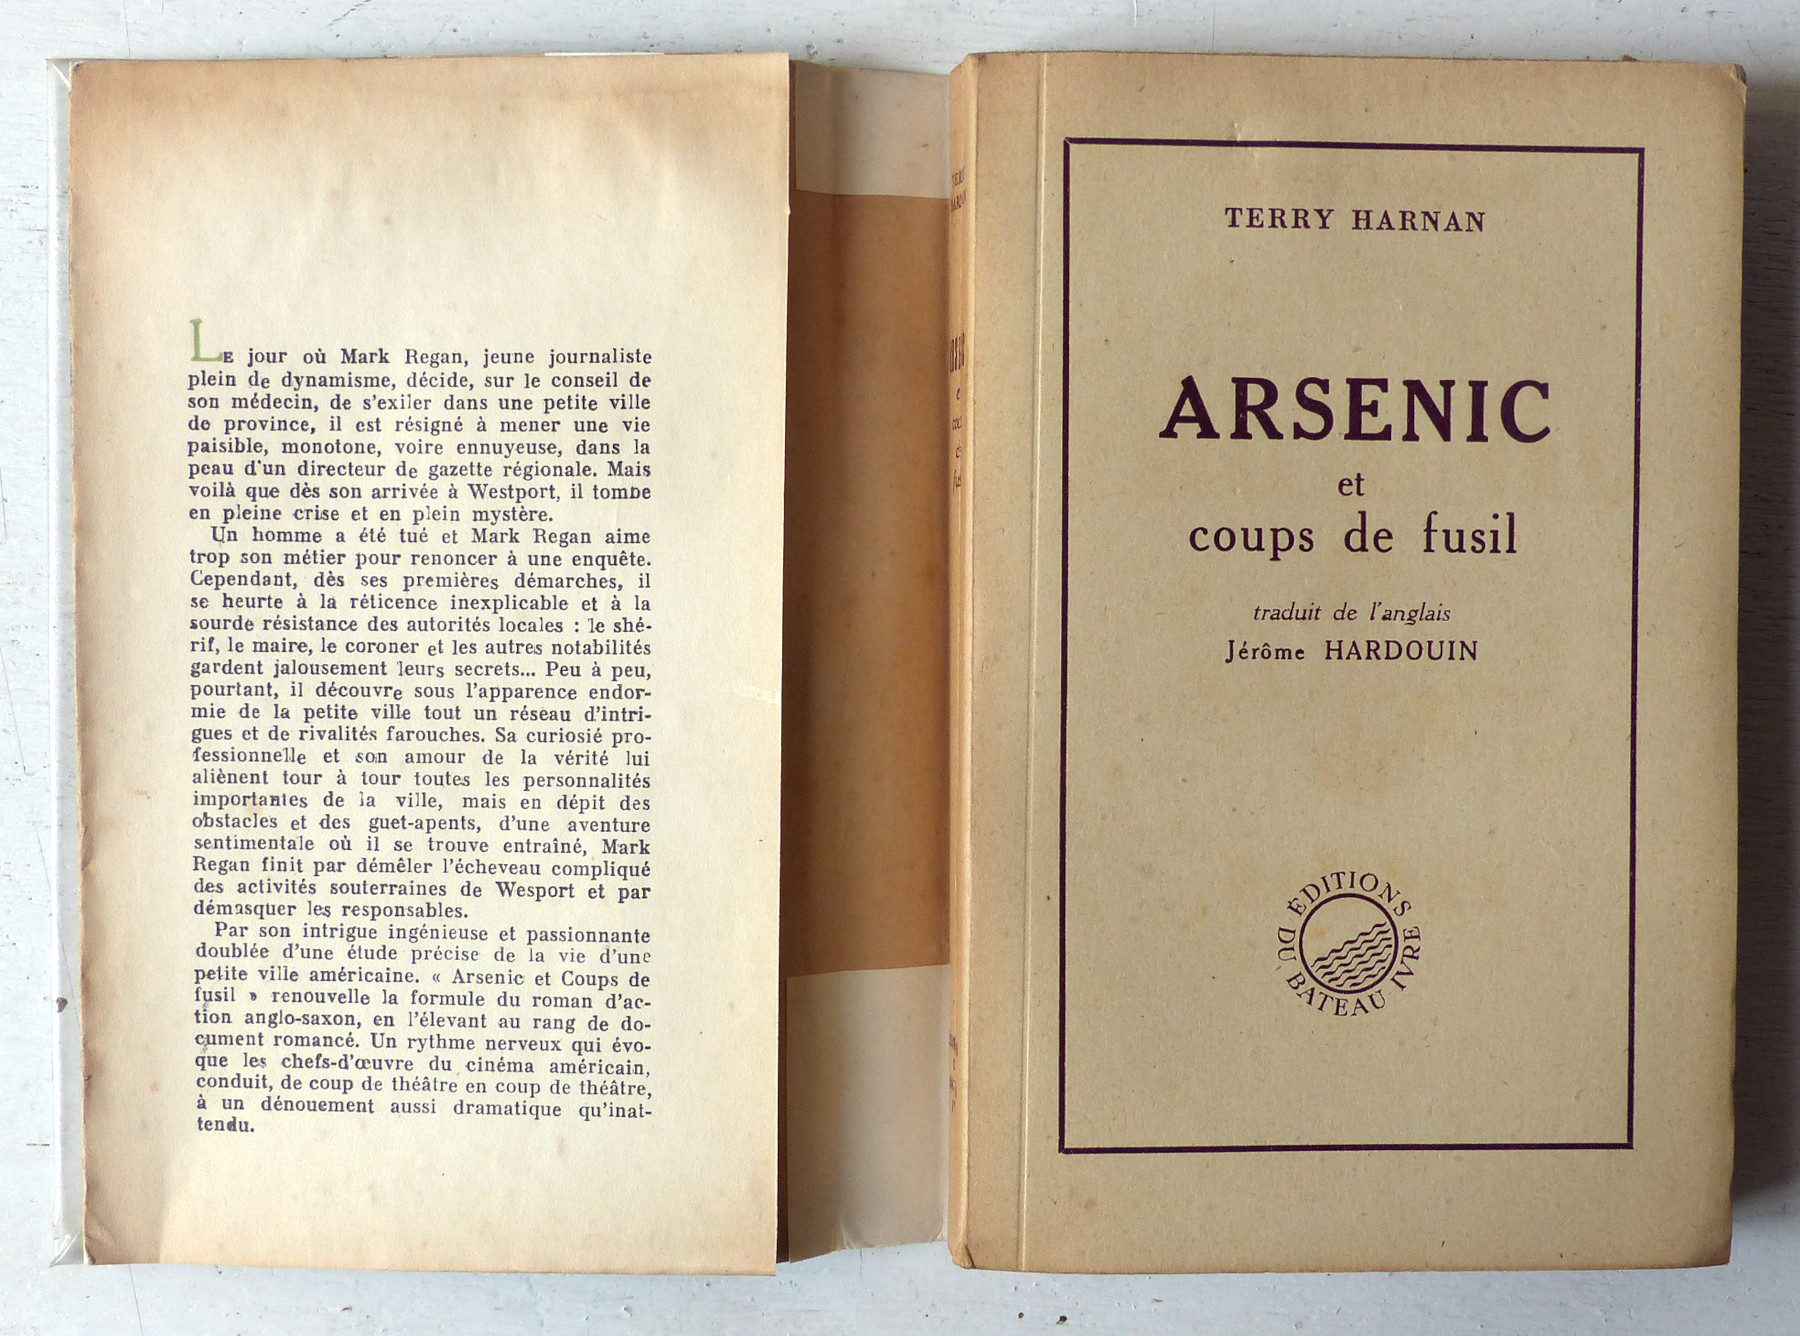 LE jour où Mark Regan, jeune journaliste
plein de dynamisme, décide, sur le conseil de
son médecin, de s'exiler dans une petite ville
de province, il est résigné à mener une vie
paisible, monotone, voire ennuyeuse, dans la
peau d'un directeur de gazette régionale. Mais
voilà que dès son arrivée à Westport, il tombe
en pleine crise et en plein mystère.
Un homme a été tué et Mark Regan aime
trop son métier pour renoncer à une enquête.
Cependant, dès ses premières démarches, il
se heurte à la réticence inexplicable et à la
sourde résistance des autorités locales : le shé-
rif, le maire, le coroner et les autres notabilités
gardent jalousement leurs secrets... Peu à peu,
pourtant, il découvre sous l'apparence endor-
mie de la petite ville tout un réseau d'intri-
gues et de rivalités farouches. Sa curiosié pro-
fessionnelle et son amour de la vérité lui
aliènent tour à tour toutes les personnalités
importantes de la ville, mais en dépit des
obstacles et des guet-apents, d'une aventure
sentimentale où il se trouve entraîné, Mark
Regan finit par démêler l'écheveau compliqué
des activités souterraines de Wesport et par
démasquer les responsables.
Par son intrigue ingénieuse et passionnante
doublée d'une étude précise de la vie d'une
petite ville américaine. « Arsenic et Coups de
fusil » renouvelle la formule du roman d'ac-
tion anglo-saxon, en l'élevant au rang de do-
cument romancé. Un rythme nerveux qui évo-
que les chefs-d'œuvre du cinéma américain,
conduit, de coup de théâtre en coup de théâtre,
à un dénouement aussi dramatique qu'inat-
tendu.
TERRY HARNAN
ARSENIC
et
coups de fusil
traduit de l'anglais
Jérôme HARDOUIN
ÉDITIONS
DU BATEAU IVRE